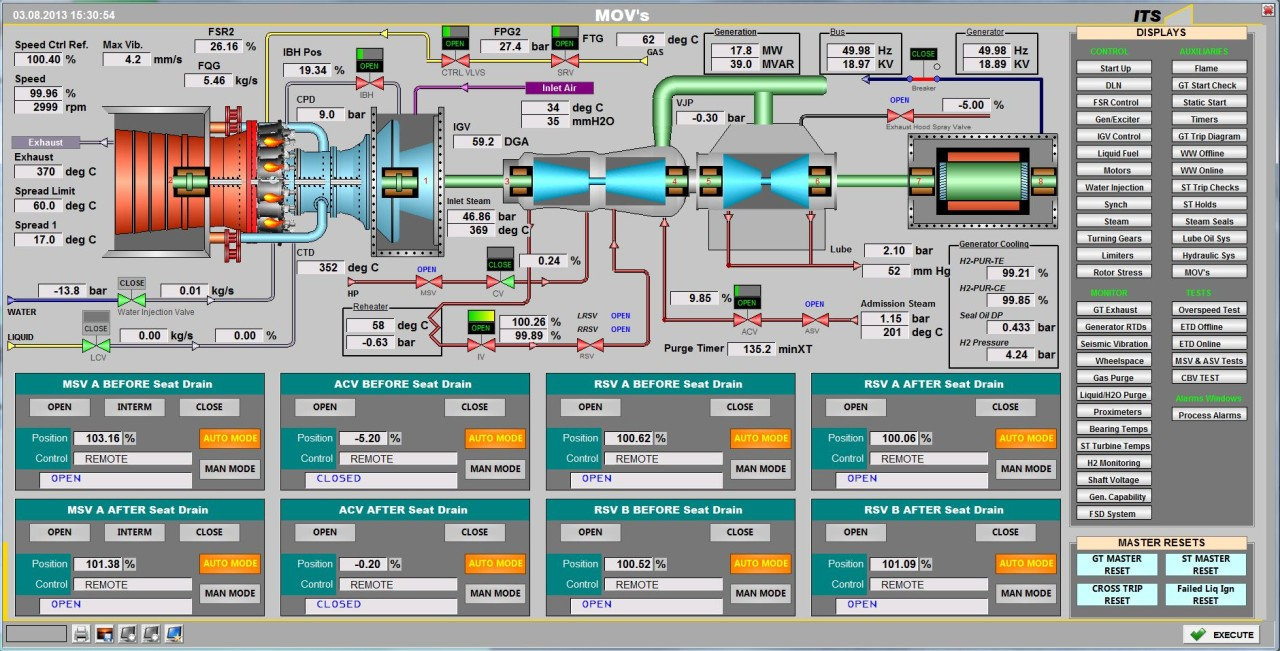 03.08.2013 15:30:54
MOV's
ITS
Speed Ctrl Ref.
100.40 %
Max Vib.
4.2 mm/s
FSR2
26.16 %
FQG
5.46 kg/s
Speed
99.96 %
2999 rpm
IBH Pos
19.34 %
OPEN
IBH
CPD
9.0 bar
OPEN
CTRL VLVS
FPG2
27.4 bar
OPEN
SRV
FTG
62 deg C
GAS
Inlet Air
34 deg C
35 mmH2O
IGV
59.2 DGA
VJP
-0.30 bar
Generation
17.8 MW
39.0 MVAR
Bus
49.98 Hz
18.97 KV
CLOSE
Breaker
Generator
49.98 Hz
18.89 KV
OPEN
-5.00 %
Exhaust Hood Spray Valve
Exhaust
Exhaust
370 deg C
Spread Limit
60.0 deg C
Spread 1
17.0 deg C
2
1
3
4
5
6
7
8
Inlet Steam
46.86 bar
369 deg C
CTD
352 deg C
HP
OPEN
MSV
CLOSE
CV
0.24 %
-13.8 bar
WATER
CLOSE
Water Injection Valve
0.01 kg/s
LIQUID
CLOSE
LCV
0.00 kg/s
0.00 %
Reheater
58 deg C
-0.63 bar
OPEN
IV
100.26 %
99.89 %
LRSV OPEN
RRSV OPEN
RSV
9.85 %
OPEN
ACV
OPEN
ASV
Admission Steam
1.15 bar
201 deg C
Purge Timer 135.2 minXT
Lube
2.10 bar
52 mm Hg
Generator Cooling
H2-PUR-TE
99.21 %
H2-PUR-CE
99.85 %
Seal Oil DP
0.433 bar
H2 Pressure
4.24 bar
MSV A BEFORE Seat Drain
OPEN INTERM CLOSE
Position 103.16 % AUTO MODE
Control REMOTE MAN MODE
OPEN
ACV BEFORE Seat Drain
OPEN CLOSE
Position -5.20 % AUTO MODE
Control REMOTE MAN MODE
CLOSED
RSV A BEFORE Seat Drain
OPEN CLOSE
Position 100.62 % AUTO MODE
Control REMOTE MAN MODE
OPEN
RSV A AFTER Seat Drain
OPEN CLOSE
Position 100.06 % AUTO MODE
Control REMOTE MAN MODE
OPEN
MSV A AFTER Seat Drain
OPEN INTERM CLOSE
Position 101.38 % AUTO MODE
Control REMOTE MAN MODE
OPEN
ACV AFTER Seat Drain
OPEN CLOSE
Position -0.20 % AUTO MODE
Control REMOTE MAN MODE
CLOSED
RSV B BEFORE Seat Drain
OPEN CLOSE
Position 100.52 % AUTO MODE
Control REMOTE MAN MODE
OPEN
RSV B AFTER Seat Drain
OPEN CLOSE
Position 101.09 % AUTO MODE
Control REMOTE MAN MODE
OPEN
DISPLAYS
CONTROL
Start Up
DLN
FSR Control
Gen/Exciter
IGV Control
Liquid Fuel
Motors
Water Injection
Synch
Steam
Turning Gears
Limiters
Rotor Stress
MONITOR
GT Exhaust
Generator RTDs
Seismic Vibration
Wheelspace
Gas Purge
Liquid/H2O Purge
Proximeters
Bearing Temps
ST Turbine Temps
H2 Monitoring
Shaft Voltage
Gen. Capability
FSD System
AUXILIARIES
Flame
GT Start Check
Static Start
Timers
GT Trip Diagram
WW Offline
WW Online
ST Trip Checks
ST Holds
Steam Seals
Lube Oil Sys
Hydraulic Sys
MOV's
TESTS
Overspeed Test
ETD Offline
ETD Online
MSV & ASV Tests
CBV TEST
Alarms Windows
Process Alarms
MASTER RESETS
GT MASTER RESET
ST MASTER RESET
CROSS TRIP RESET
Failed Liq Ign RESET
EXECUTE